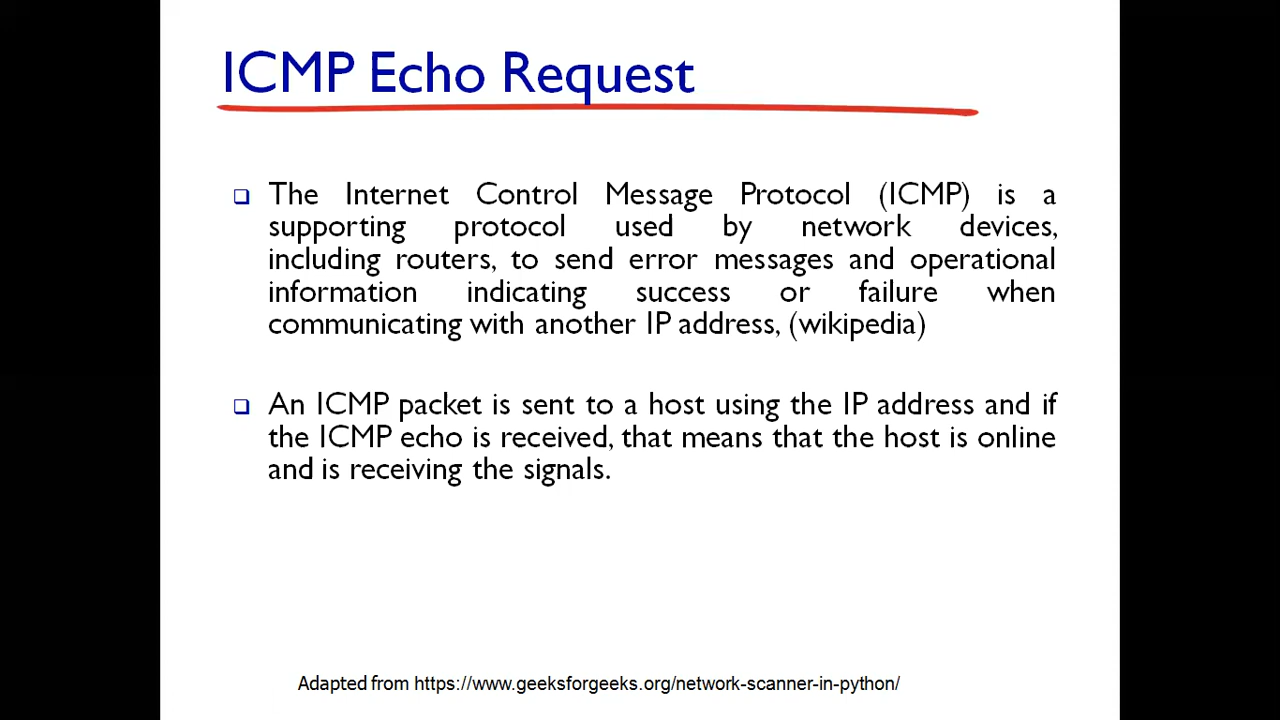 ICMP Echo Request
The Internet Control Message Protocol (ICMP) is a
supporting protocol used by network devices,
including routers, to send error messages and operational
information indicating success or failure when
communicating with another IP address, (wikipedia)
An ICMP packet is sent to a host using the IP address and if
the ICMP echo is received, that means that the host is online
and is receiving the signals.
Adapted from https://www.geeksforgeeks.org/network-scanner-in-python/